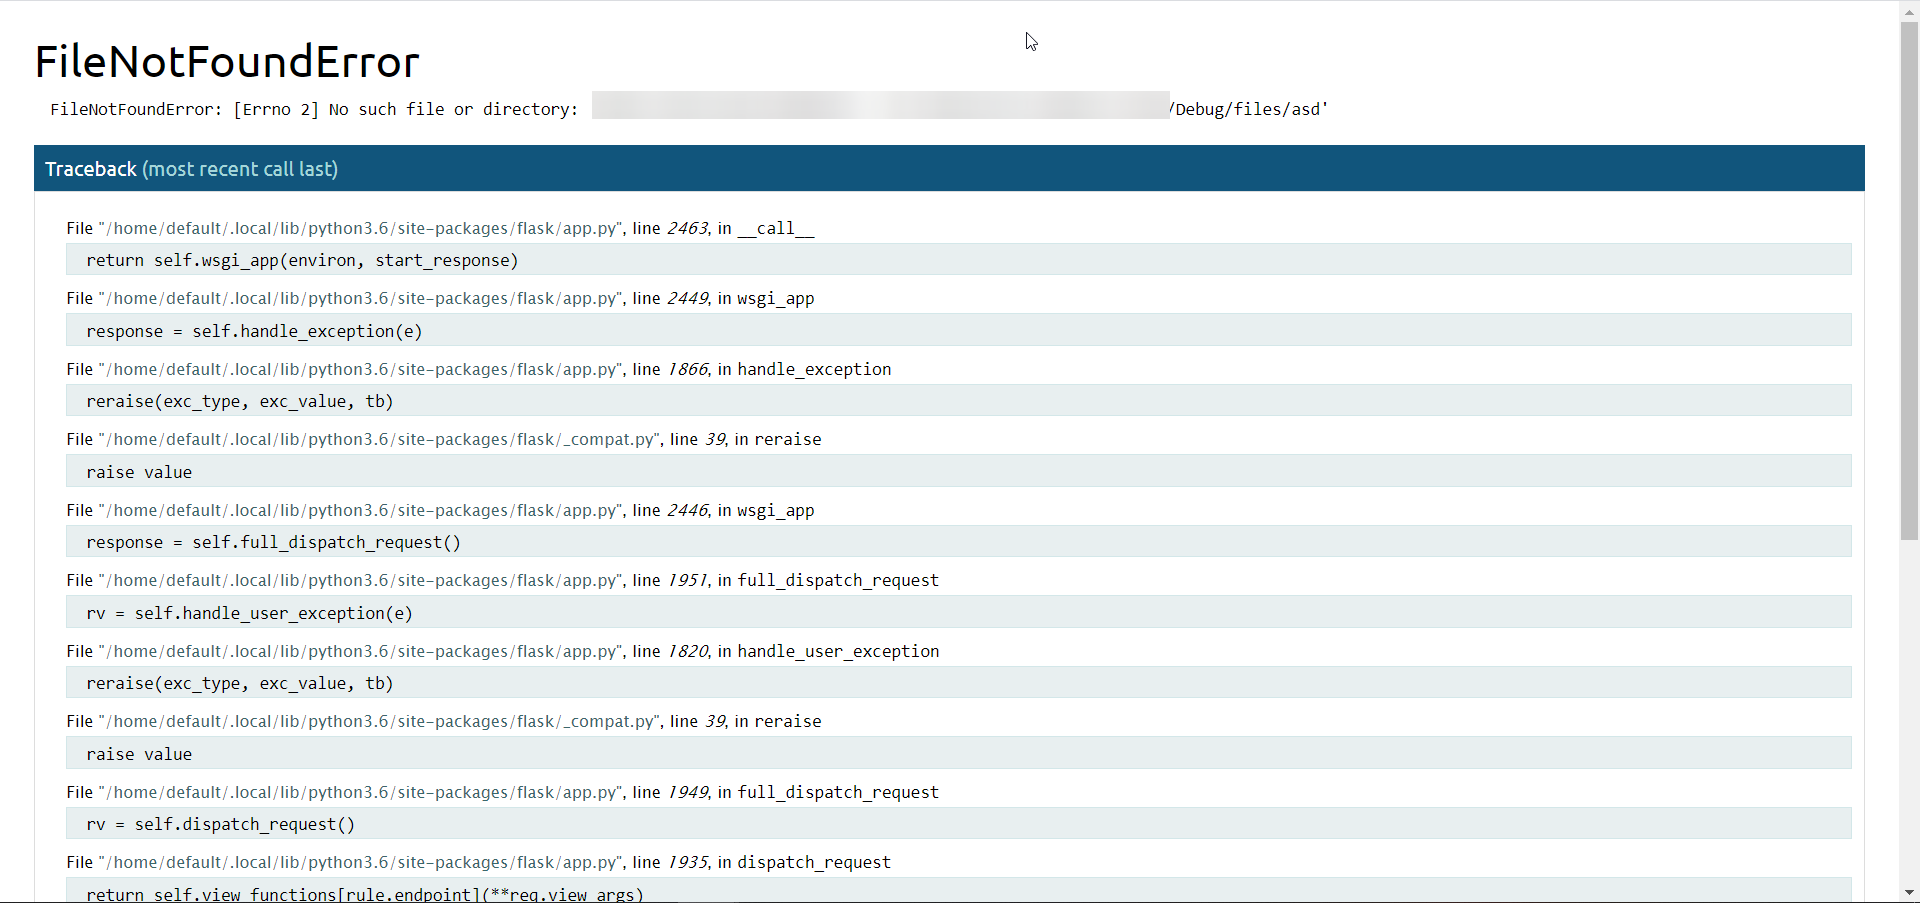 FileNotFoundError
FileNotFoundError: [Errno 2] No such file or directory: /Debug/files/asd'
Traceback (most recent call last)
File "/home/default/.local/lib/python3.6/site-packages/flask/app.py", line 2463, in __call__
return self.wsgi_app(environ, start_response)
File "/home/default/.local/lib/python3.6/site-packages/flask/app.py", line 2449, in wsgi_app
response = self.handle_exception(e)
File "/home/default/.local/lib/python3.6/site-packages/flask/app.py", line 1866, in handle_exception
reraise(exc_type, exc_value, tb)
File "/home/default/.local/lib/python3.6/site-packages/flask/_compat.py", line 39, in reraise
raise value
File "/home/default/.local/lib/python3.6/site-packages/flask/app.py", line 2446, in wsgi_app
response = self.full_dispatch_request()
File "/home/default/.local/lib/python3.6/site-packages/flask/app.py", line 1951, in full_dispatch_request
rv = self.handle_user_exception(e)
File "/home/default/.local/lib/python3.6/site-packages/flask/app.py", line 1820, in handle_user_exception
reraise(exc_type, exc_value, tb)
File "/home/default/.local/lib/python3.6/site-packages/flask/_compat.py", line 39, in reraise
raise value
File "/home/default/.local/lib/python3.6/site-packages/flask/app.py", line 1949, in full_dispatch_request
rv = self.dispatch_request()
File "/home/default/.local/lib/python3.6/site-packages/flask/app.py", line 1935, in dispatch_request
return self.view_functions[rule.endpoint](**req.view_args)